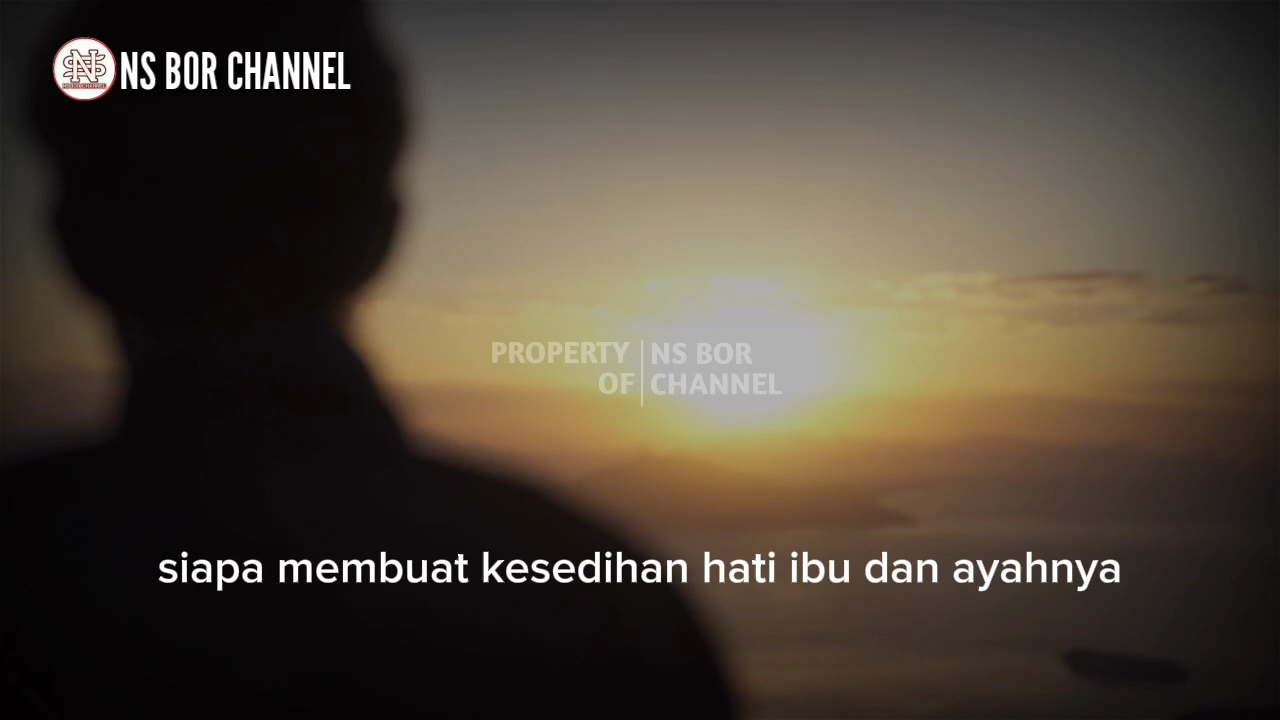 NS BOR CHANNEL
PROPERTY OF
NS BOR CHANNEL
siapa membuat kesedihan hati ibu dan ayahnya